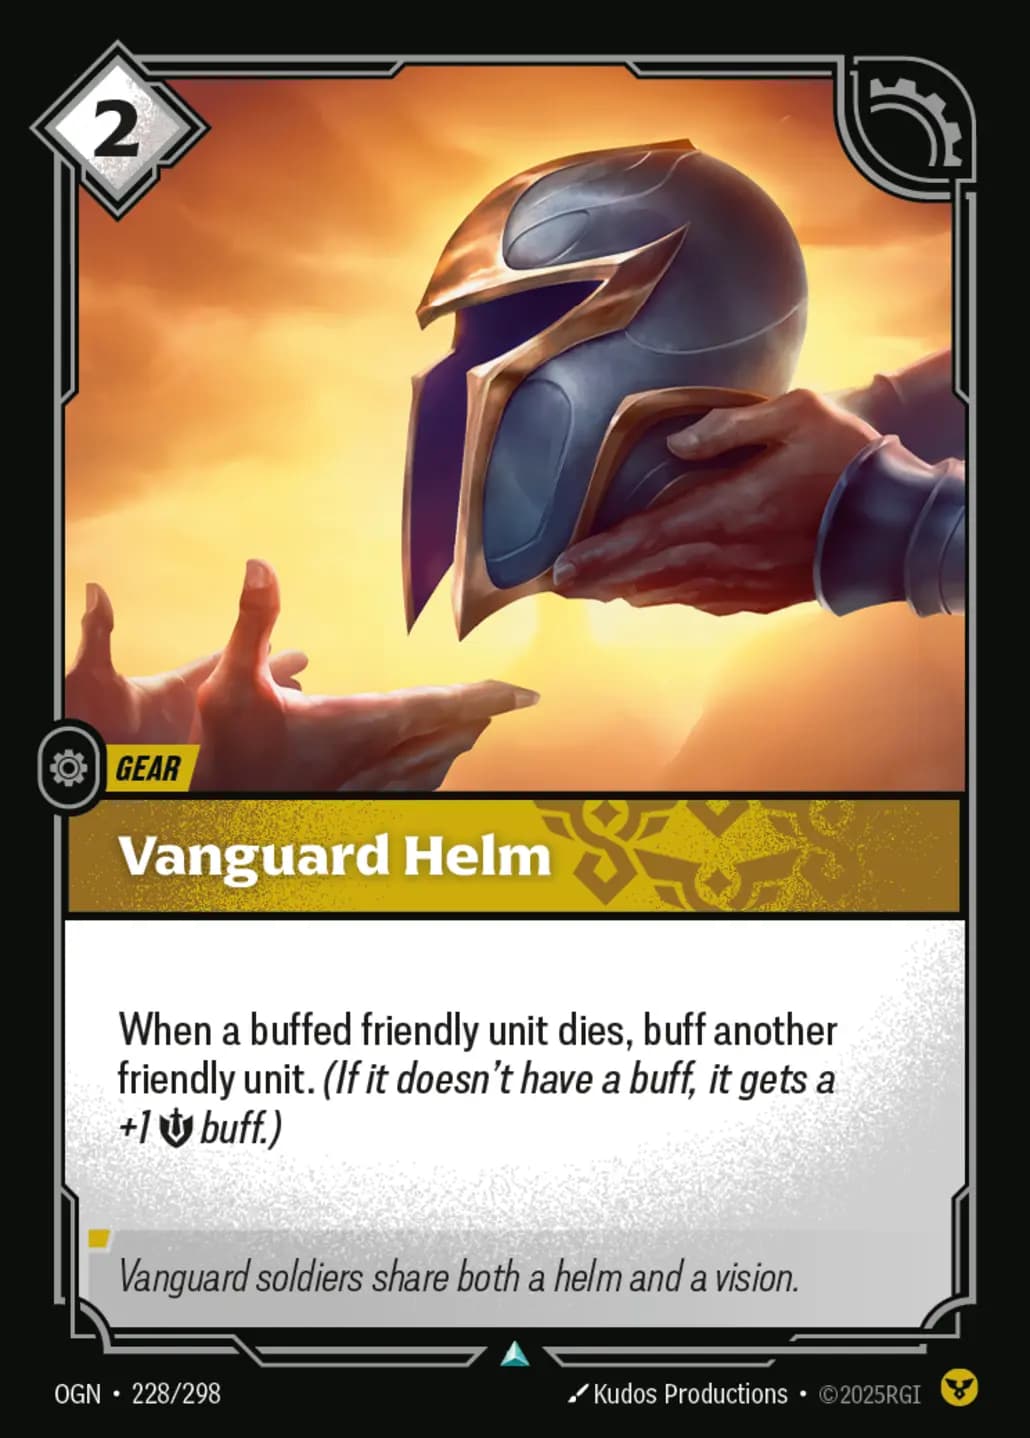 2
GEAR
Vanguard Helm
When a buffed friendly unit dies, buff another
friendly unit. (If it doesn't have a buff, it gets a
+1 buff.)
Vanguard soldiers share both a helm and a vision.
OGN • 228/298
Kudos Productions • ©2025RGI